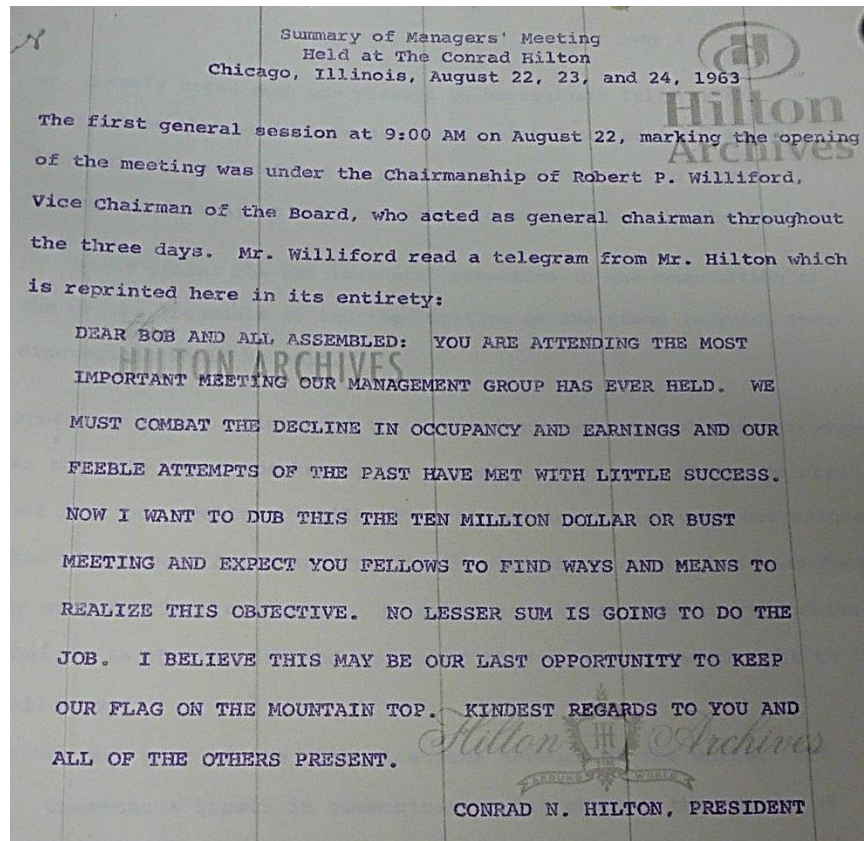 Summary of Managers' Meeting
Held at The Conrad Hilton
Chicago, Illinois, August 22, 23, and 24, 1963
Hilton
Archives
The first general session at 9:00 AM on August 22, marking the opening
of the meeting was under the Chairmanship of Robert P. Williford,
Vice Chairman of the Board, who acted as general chairman throughout
the three days. Mr. Williford read a telegram from Mr. Hilton which
is reprinted here in its entirety:
DEAR BOB AND ALL ASSEMBLED: YOU ARE ATTENDING THE MOST
HILTON ARCHIVES
IMPORTANT MEETING OUR MANAGEMENT GROUP HAS EVER HELD. WE
MUST COMBAT THE DECLINE IN OCCUPANCY AND EARNINGS AND OUR
FEEBLE ATTEMPTS OF THE PAST HAVE MET WITH LITTLE SUCCESS.
NOW I WANT TO DUB THIS THE TEN MILLION DOLLAR OR BUST
MEETING AND EXPECT YOU FELLOWS TO FIND WAYS AND MEANS TO
REALIZE THIS OBJECTIVE. NO LESSER SUM IS GOING TO DO THE
JOB. I BELIEVE THIS MAY BE OUR LAST OPPORTUNITY TO KEEP
OUR FLAG ON THE MOUNTAIN TOP. KINDEST REGARDS TO YOU AND
Hilton H Archives
ALL OF THE OTHERS PRESENT.
AROUND THE WORLD
CONRAD N. HILTON, PRESIDENT